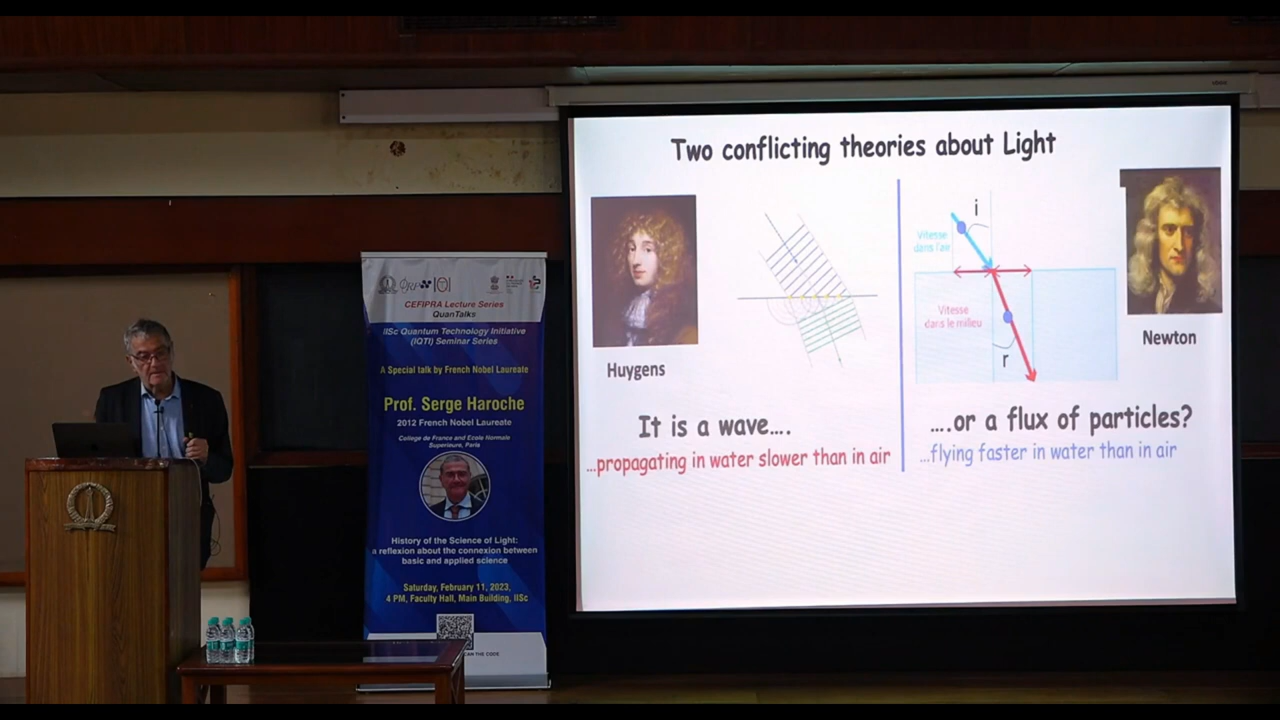 CEFIPRA Lecture Series
QuanTalks
IISc Quantum Technology Initiative
(IQTI) Seminar Series
A Special talk by French Nobel Laureate
Prof. Serge Haroche
2012 French Nobel Laureate
College de France and Ecole Normale
Superieure, Paris
History of the Science of Light:
a reflexion about the connexion between
basic and applied science
Saturday, February 11, 2023,
4 PM, Faculty Hall, Main Building, IISc
CAN THE CODE
Two conflicting theories about Light
Huygens
It is a wave....
...propagating in water slower than in air
i
Vitesse
dans l'air
Vitesse
dans le milieu
r
Newton
....or a flux of particles?
...flying faster in water than in air